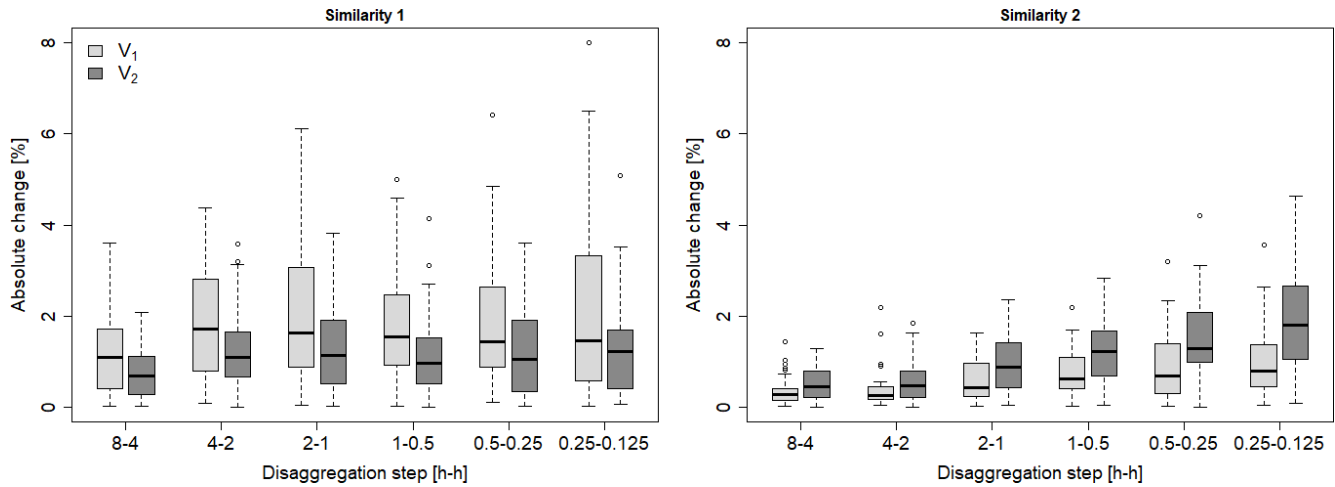 Similarity 1
Absolute change [%]
8
6
4
2
0
V₁
V₂
8-4 4-2 2-1 1-0.5 0.5-0.25 0.25-0.125
Disaggregation step [h-h]
Similarity 2
Absolute change [%]
8
6
4
2
0
8-4 4-2 2-1 1-0.5 0.5-0.25 0.25-0.125
Disaggregation step [h-h]